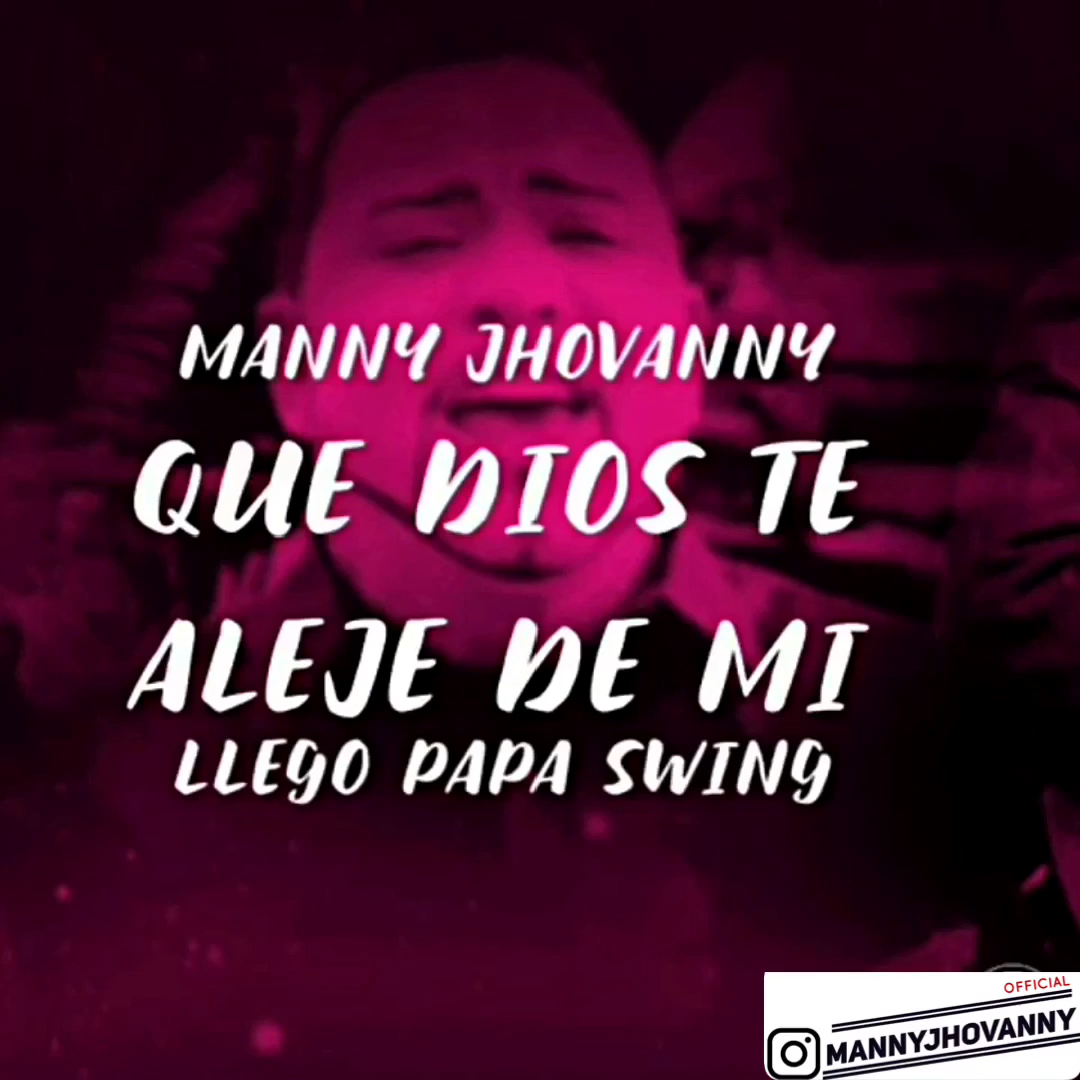 MANNY JHOVANNY
QUE DIOS TE
ALEJE DE MI
LLEGO PAPA SWING
OFFICIAL
MANNYJHOVANNY